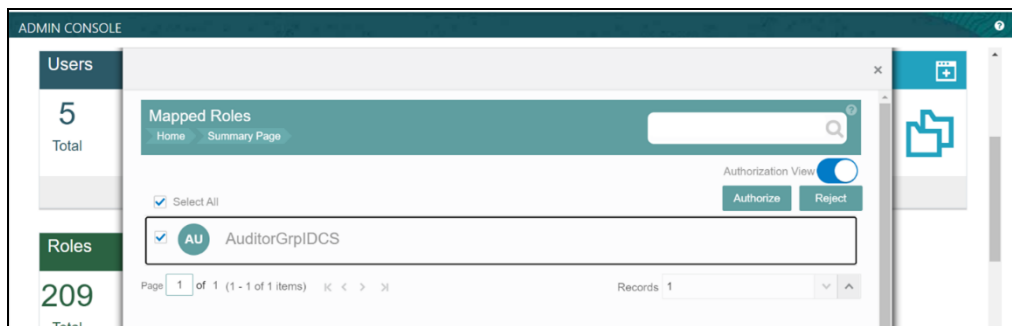 ADMIN CONSOLE
Users
5
Total
Mapped Roles
Home Summary Page
Authorization View
Authorize Reject
Select All
AU AuditorGrpIDCS
Page 1 of 1 (1 - 1 of 1 items)
Records 1
Roles
209
Total